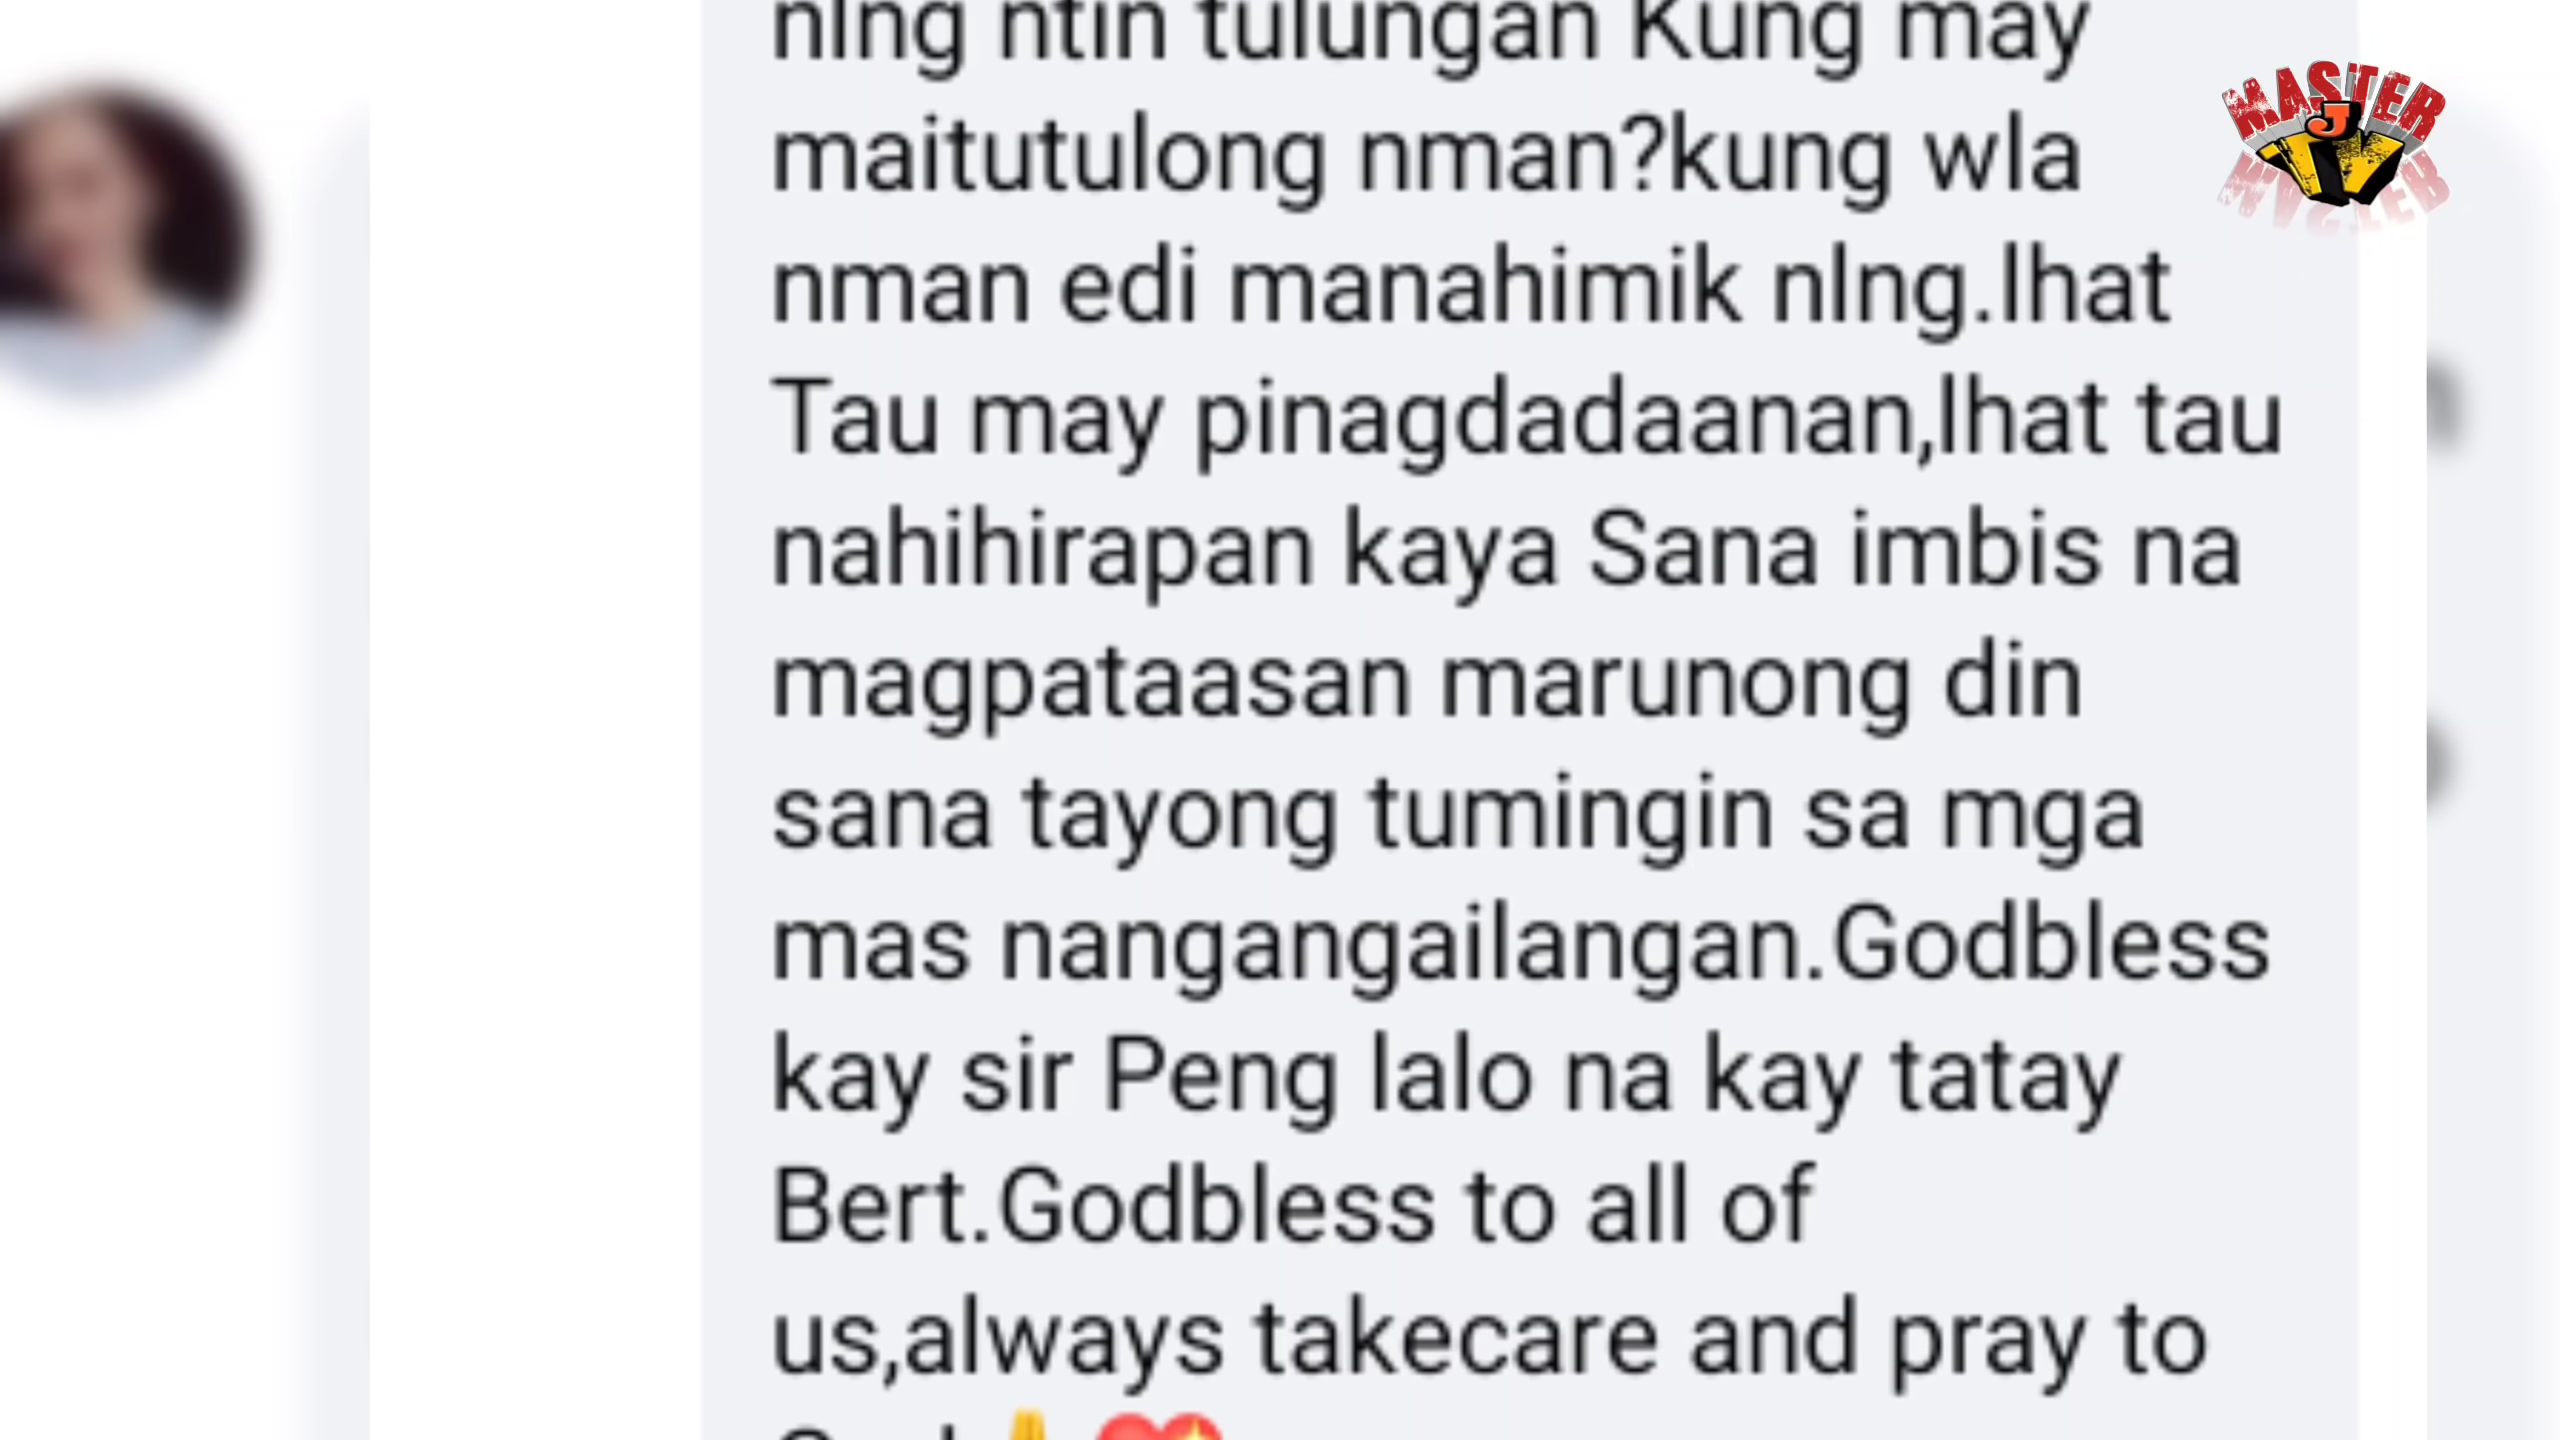 nlng ntin tulungan Kung may
maitutulong nman?kung wla
nman edi manahimik nlng.lhat
Tau may pinagdadaanan,lhat tau
nahihirapan kaya Sana imbis na
magpataasan marunong din
sana tayong tumingin sa mga
mas nangangailangan.Godbless
kay sir Peng lalo na kay tatay
Bert.Godbless to all of
us,always takecare and pray to
MASTER
J
TV